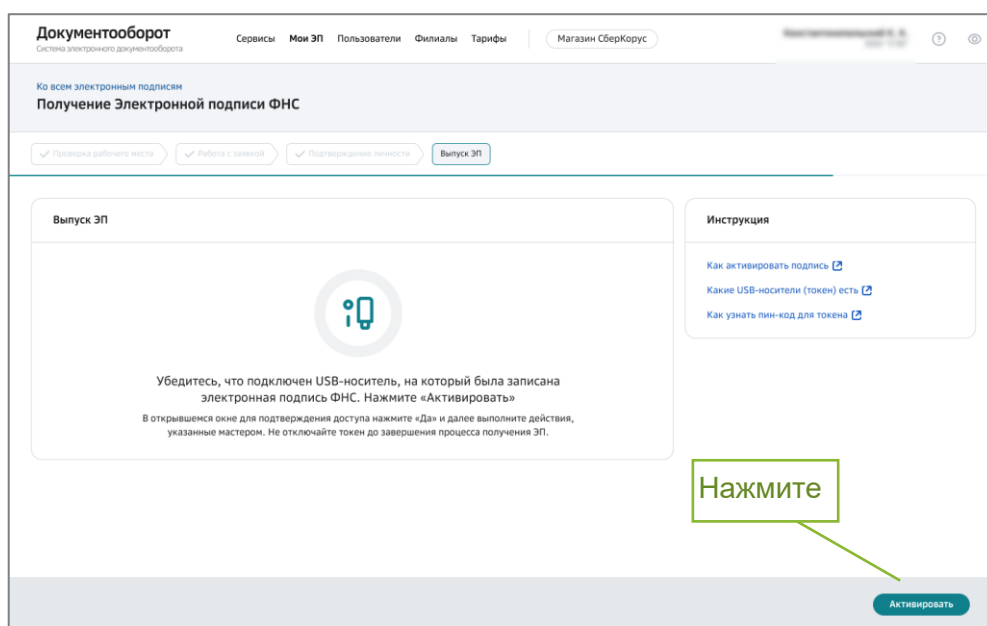 Документооборот
Система электронного документооборота
Сервисы Мои ЭП Пользователи Филиалы Тарифы Магазин СберКорус
?
Ко всем электронным подписям
Получение Электронной подписи ФНС
Проверка рабочего места Работа с заявкой Подтверждение личности Выпуск ЭП
Выпуск ЭП
Убедитесь, что подключен USB-носитель, на который была записана
электронная подпись ФНС. Нажмите «Активировать»
В открывшемся окне для подтверждения доступа нажмите «Да» и далее выполните действия,
указанные мастером. Не отключайте токен до завершения процесса получения ЭП.
Инструкция
Как активировать подпись
Какие USB-носители (токен) есть
Как узнать пин-код для токена
Нажмите
Активировать